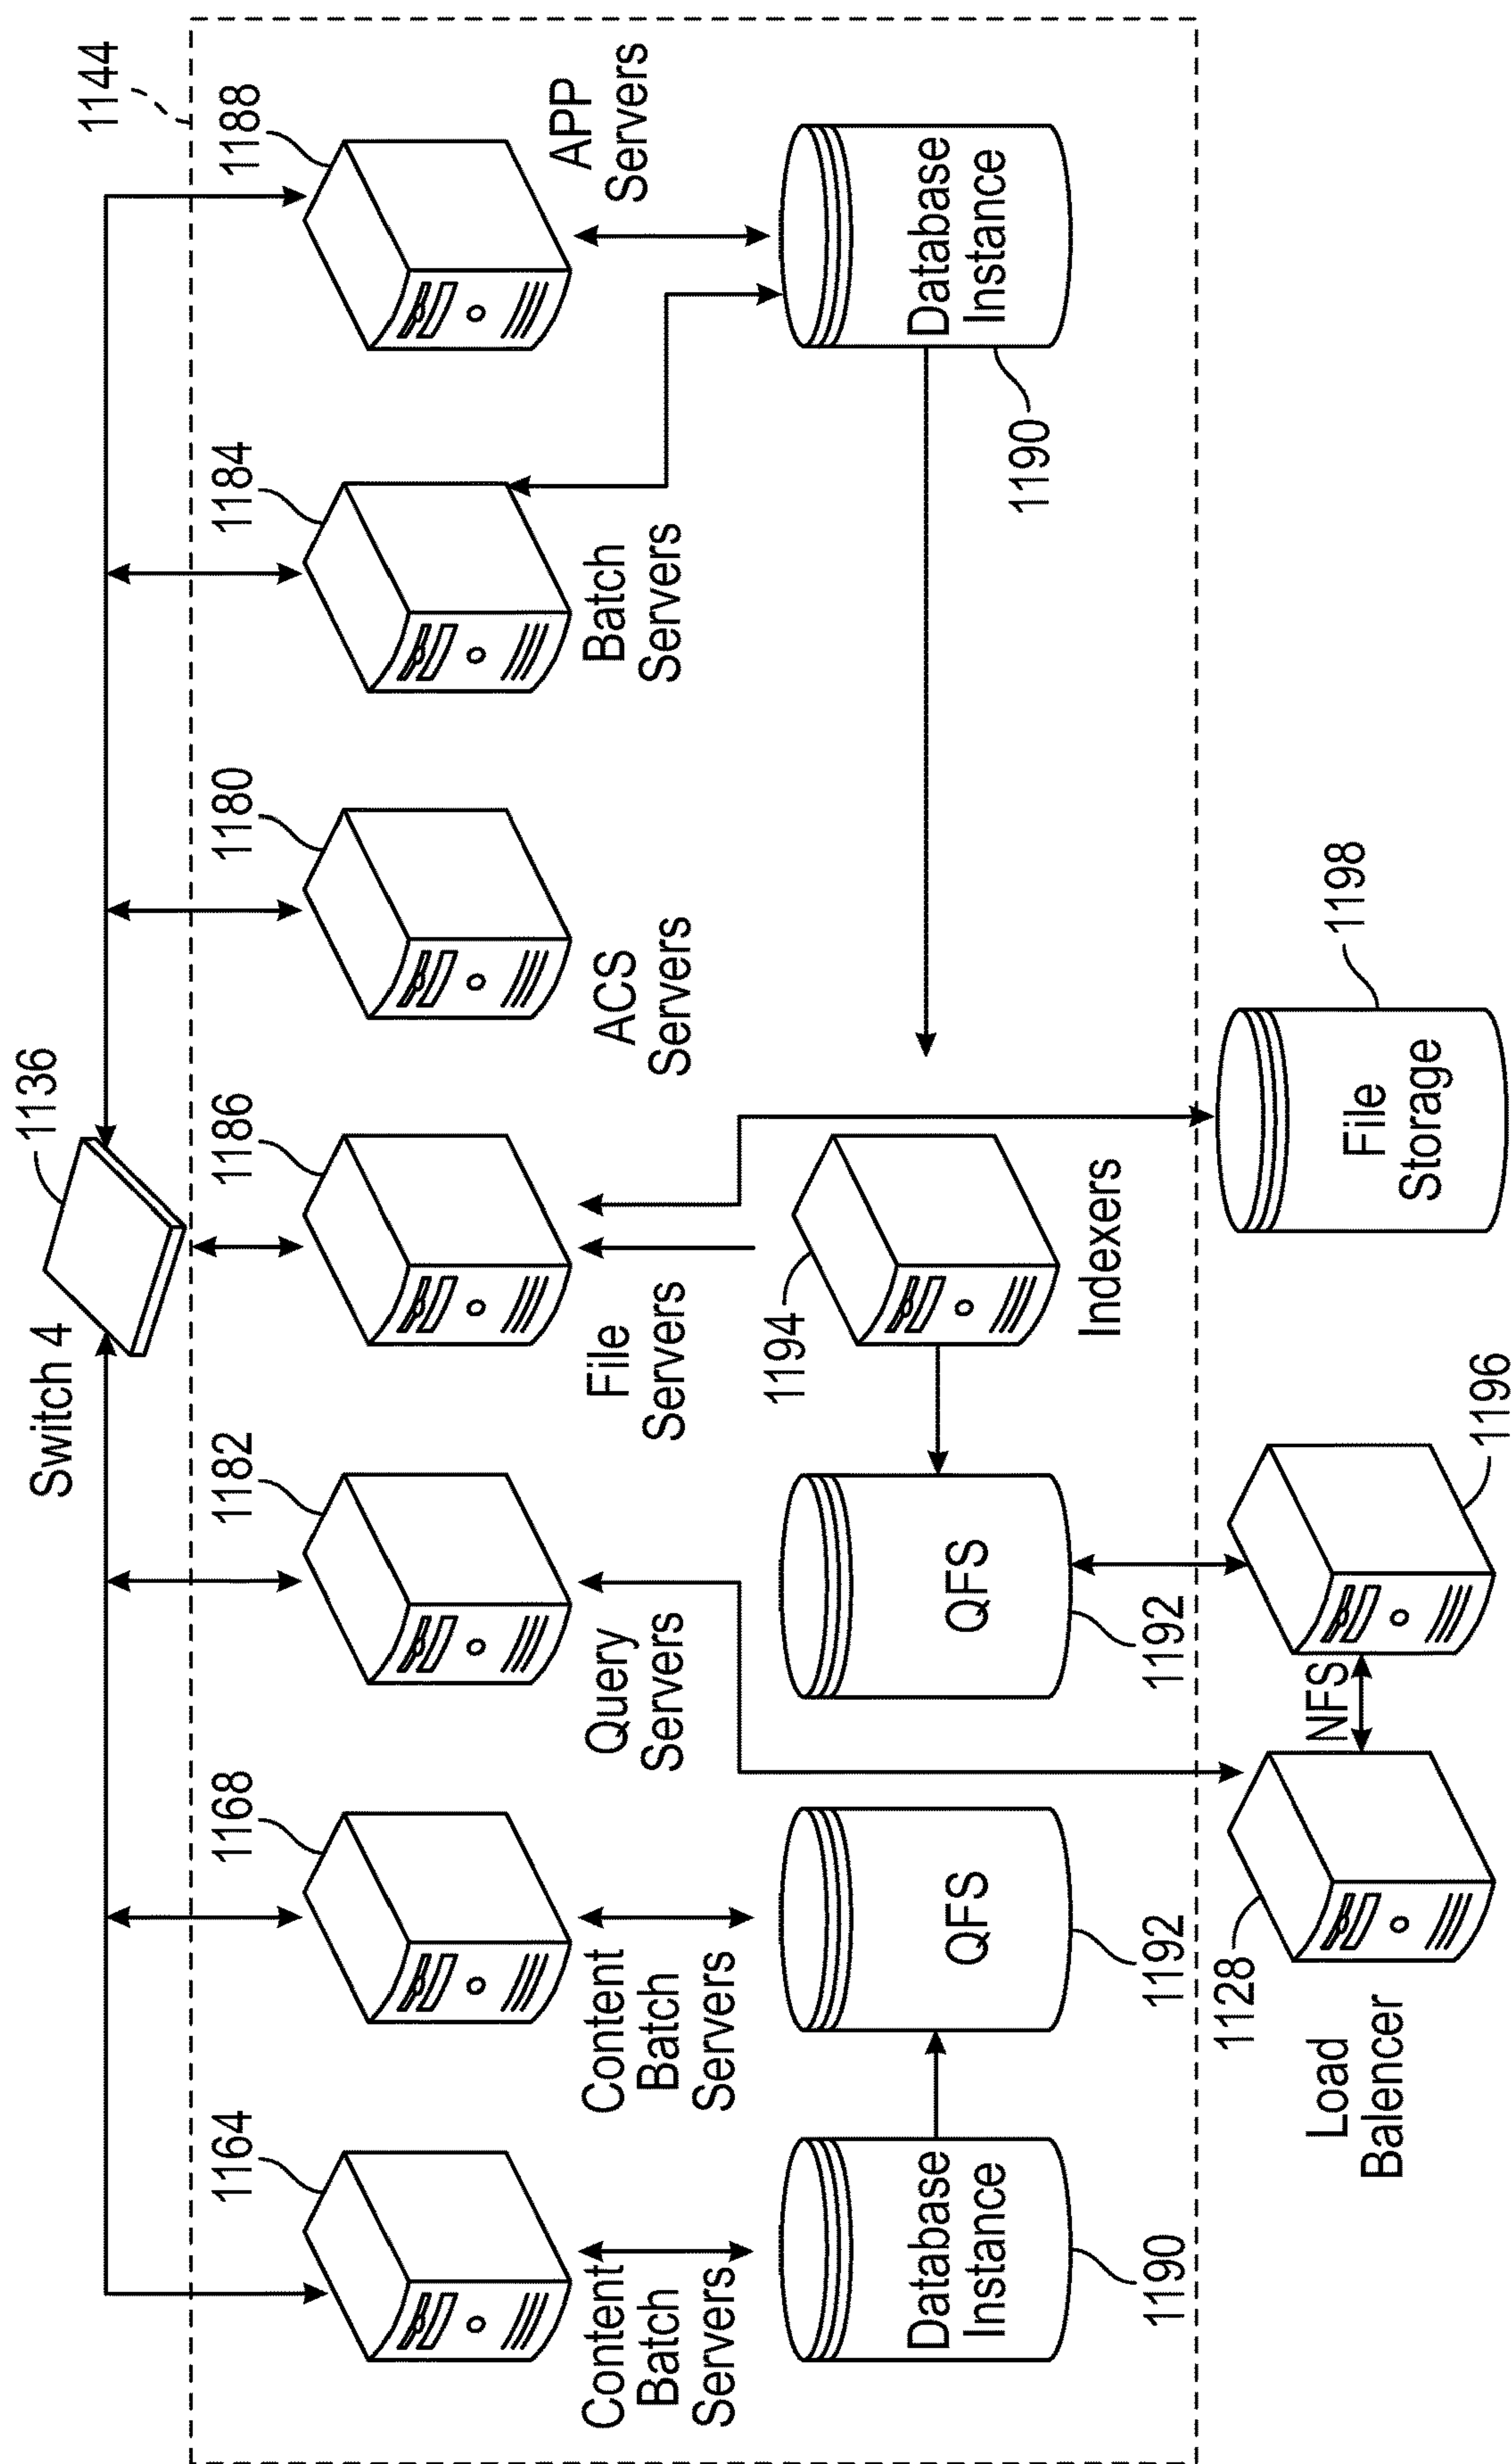 Switch 4
1136
1144
1164
1168
1182
1186
1180
1184
1188
Content
Batch
Servers
Content
Batch
Servers
Query
Servers
File
Servers
ACS
Servers
Batch
Servers
APP
Servers
1194
Database
Instance
QFS
QFS
Indexers
Database
Instance
1190
1192
1192
1190
1128
Load
Balencer
NFS
1196
File
Storage
1198